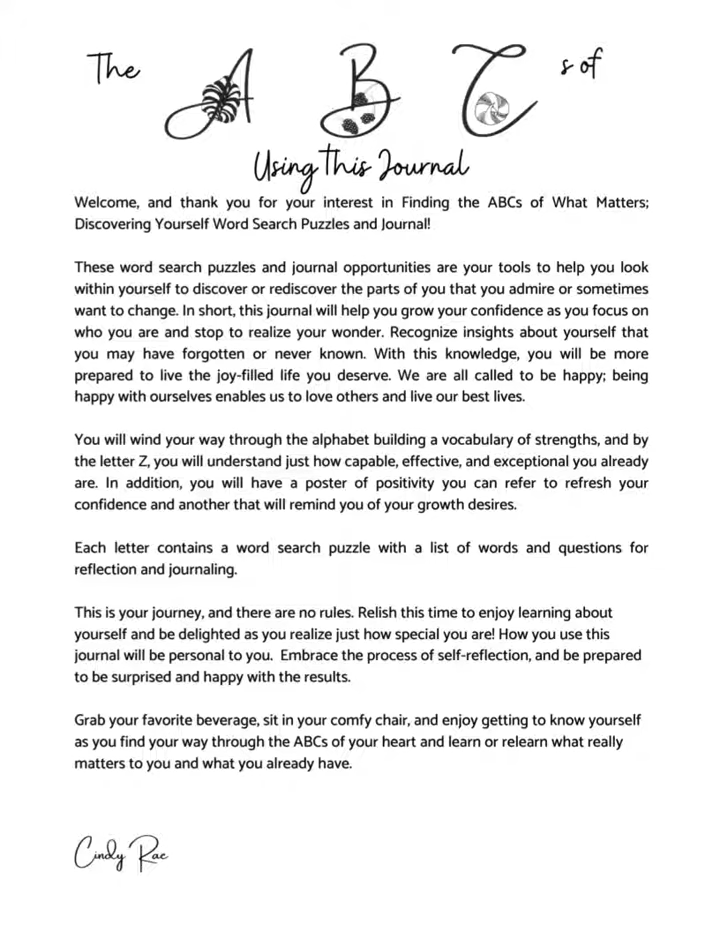 The A B C s of
Using This Journal
Welcome, and thank you for your interest in Finding the ABCs of What Matters;
Discovering Yourself Word Search Puzzles and Journal!
These word search puzzles and journal opportunities are your tools to help you look
within yourself to discover or rediscover the parts of you that you admire or sometimes
want to change. In short, this journal will help you grow your confidence as you focus on
who you are and stop to realize your wonder. Recognize insights about yourself that
you may have forgotten or never known. With this knowledge, you will be more
prepared to live the joy-filled life you deserve. We are all called to be happy; being
happy with ourselves enables us to love others and live our best lives.
You will wind your way through the alphabet building a vocabulary of strengths, and by
the letter Z, you will understand just how capable, effective, and exceptional you already
are. In addition, you will have a poster of positivity you can refer to refresh your
confidence and another that will remind you of your growth desires.
Each letter contains a word search puzzle with a list of words and questions for
reflection and journaling.
This is your journey, and there are no rules. Relish this time to enjoy learning about
yourself and be delighted as you realize just how special you are! How you use this
journal will be personal to you.  Embrace the process of self-reflection, and be prepared
to be surprised and happy with the results.
Grab your favorite beverage, sit in your comfy chair, and enjoy getting to know yourself
as you find your way through the ABCs of your heart and learn or relearn what really
matters to you and what you already have.
Cindy Rae